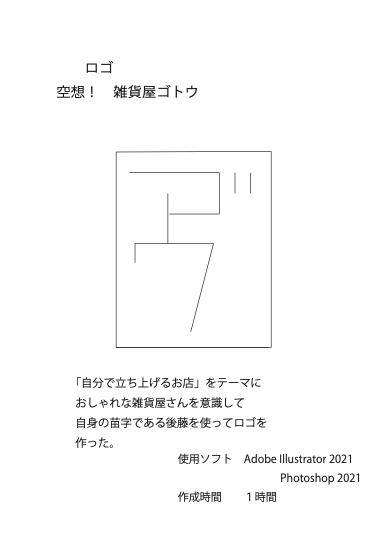 ロゴ
空想！　雑貨屋ゴトウ
「自分で立ち上げるお店」をテーマに
おしゃれな雑貨屋さんを意識して
自身の苗字である後藤を使ってロゴを
作った。
使用ソフト　Adobe Illustrator 2021
Photoshop 2021
作成時間　　1 時間